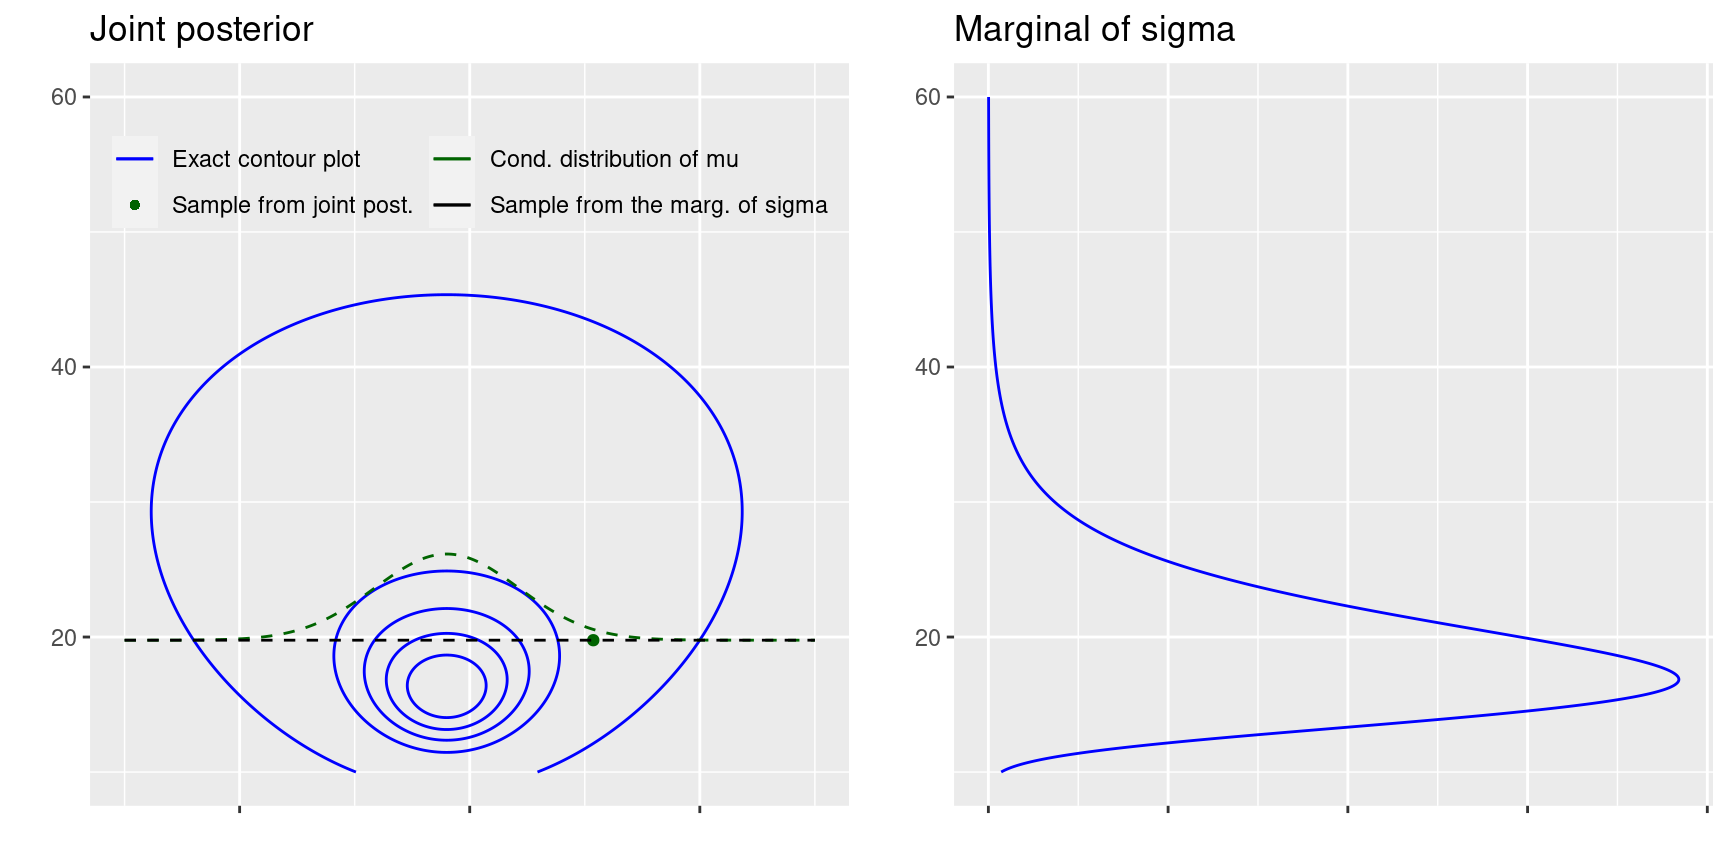 Joint posterior
60
Exact contour plot
Cond. distribution of mu
Sample from joint post.
Sample from the marg. of sigma
40
20
Marginal of sigma
60
40
20